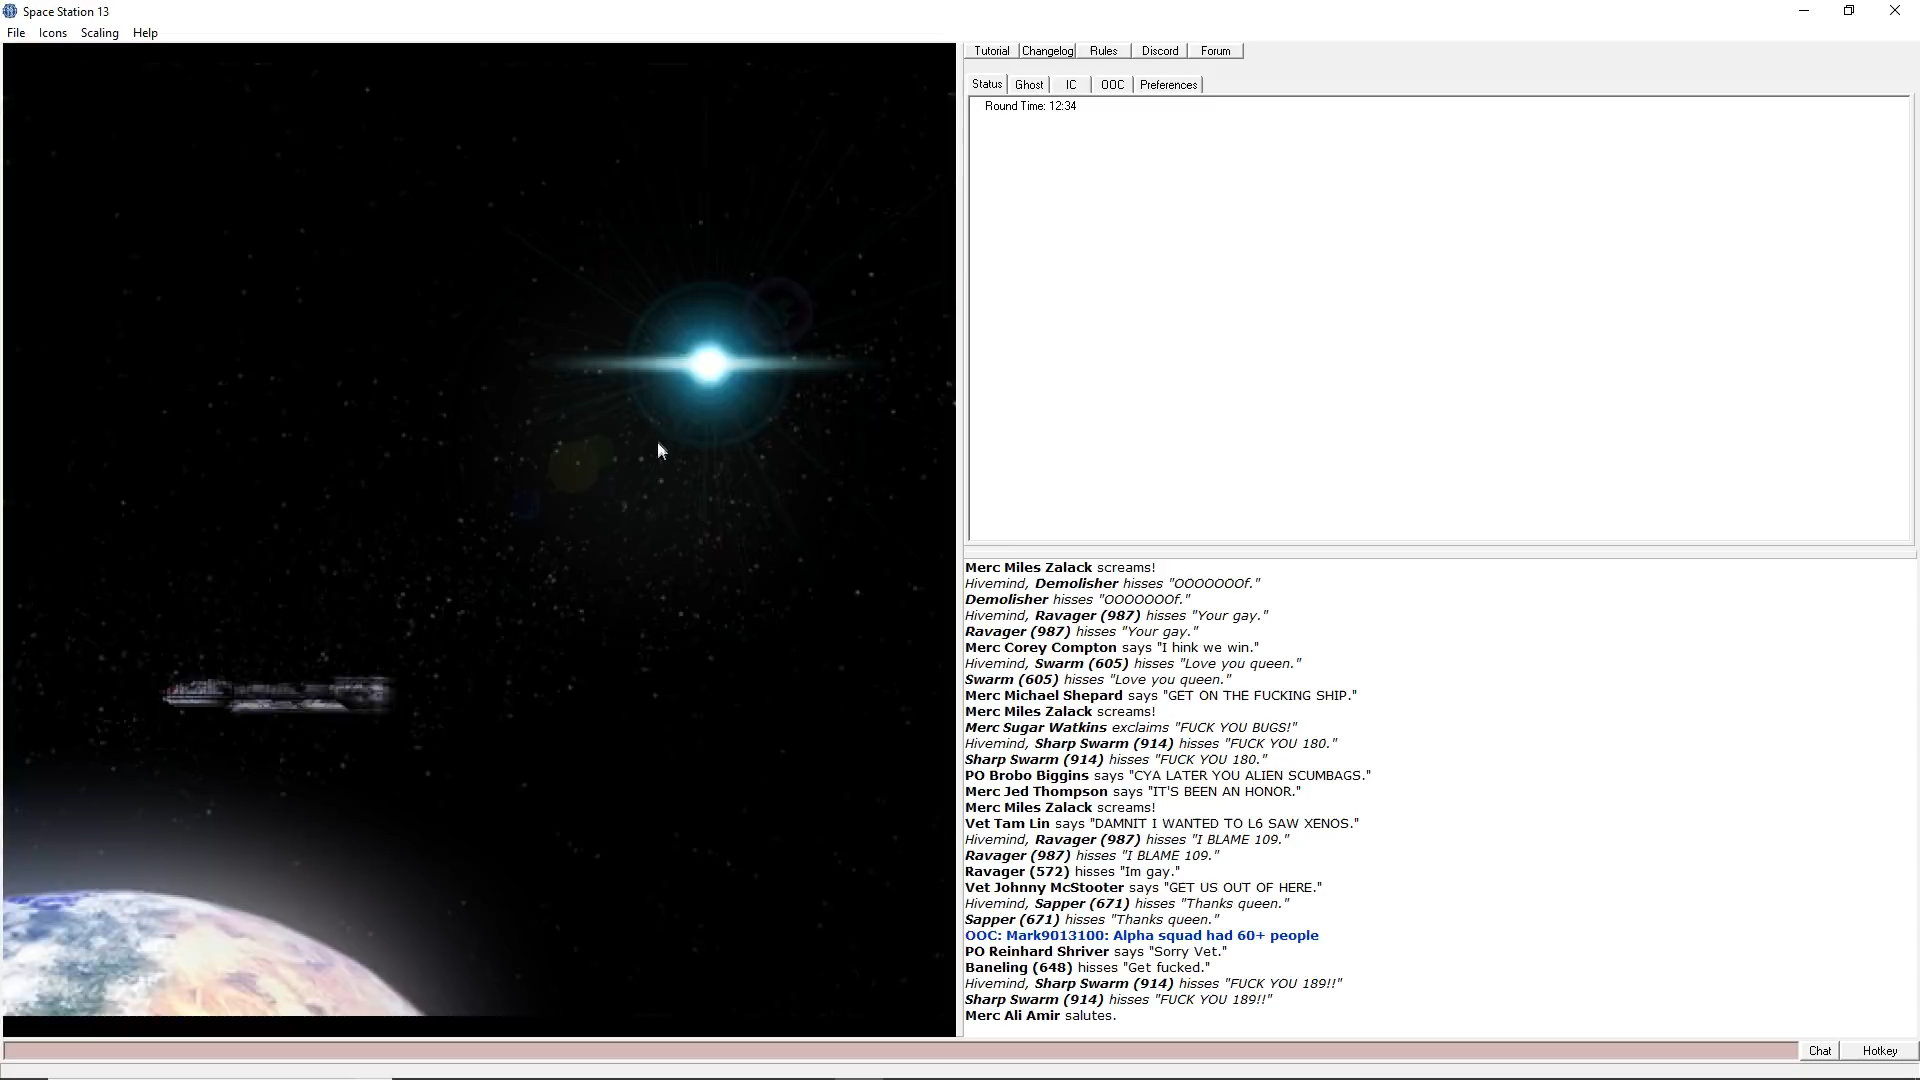 Space Station 13
File Icons Scaling Help
Tutorial Changelog Rules Discord Forum
Status Ghost IC OOC Preferences
Round Time: 12:34
Merc Miles Zalack screams!
Hivemind, Demolisher hisses "OOOOOOOf."
Demolisher hisses "OOOOOOOf."
Hivemind, Ravager (987) hisses "Your gay."
Ravager (987) hisses "Your gay."
Merc Corey Compton says "I hink we win."
Hivemind, Swarm (605) hisses "Love you queen."
Swarm (605) hisses "Love you queen."
Merc Michael Shepard says "GET ON THE FUCKING SHIP."
Merc Miles Zalack screams!
Merc Sugar Watkins exclaims "FUCK YOU BUGS!"
Hivemind, Sharp Swarm (914) hisses "FUCK YOU 180."
Sharp Swarm (914) hisses "FUCK YOU 180."
PO Brobo Biggins says "CYA LATER YOU ALIEN SCUMBAGS."
Merc Jed Thompson says "IT'S BEEN AN HONOR."
Merc Miles Zalack screams!
Vet Tam Lin says "DAMNIT I WANTED TO L6 SAW XENOS."
Hivemind, Ravager (987) hisses "I BLAME 109."
Ravager (987) hisses "I BLAME 109."
Ravager (572) hisses "Im gay."
Vet Johnny McStooter says "GET US OUT OF HERE."
Hivemind, Sapper (671) hisses "Thanks queen."
Sapper (671) hisses "Thanks queen."
OOC: Mark9013100: Alpha squad had 60+ people
PO Reinhard Shriver says "Sorry Vet."
Baneling (648) hisses "Get fucked."
Hivemind, Sharp Swarm (914) hisses "FUCK YOU 189!!"
Sharp Swarm (914) hisses "FUCK YOU 189!!"
Merc Ali Amir salutes.
Chat Hotkey